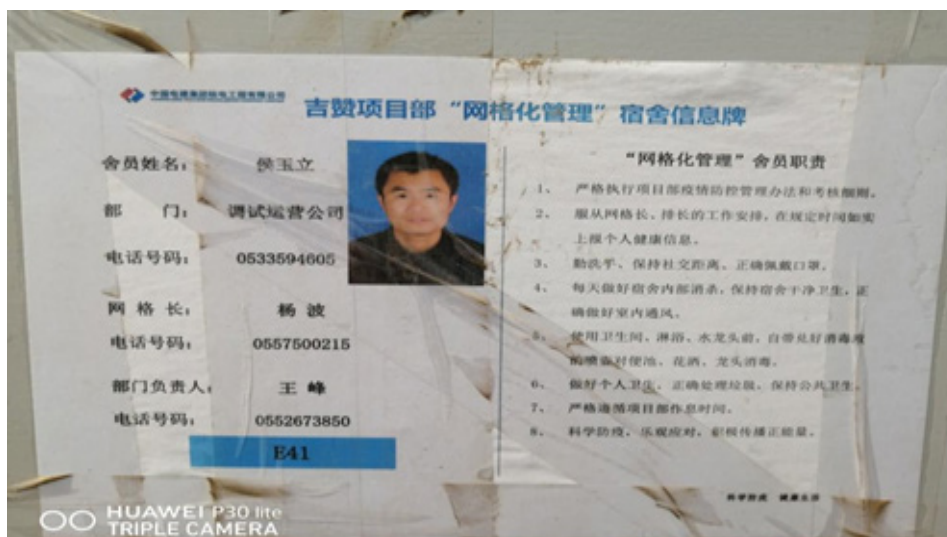 中国电建集团核电工程有限公司
吉赞项目部“网格化管理”宿舍信息牌
舍员姓名： 侯玉立
部 门： 调试运营公司
电话号码： 0533594605
网 格 长： 杨 波
电话号码： 0557500215
部门负责人： 王 峰
电话号码： 0552673850
E41
“网格化管理”舍员职责
1、 严格执行项目部疫情防控管理办法和考核细则。
2、 服从网格长、排长的工作安排，在规定时间如实
上报个人健康信息。
3、 勤洗手、保持社交距离、正确佩戴口罩。
4、 每天做好宿舍内部消杀，保持宿舍干净卫生，正
确做好室内通风。
5、 使用卫生间、淋浴、水龙头前，自带兑好消毒液
的喷壶对便池、花洒、龙头消毒。
6、 做好个人卫生，正确处理垃圾，保持公共卫生。
7、 严格遵循项目部作息时间。
8、 科学防疫，乐观应对，积极传播正能量。
科学防疫 健康生活
HUAWEI P30 lite
TRIPLE CAMERA